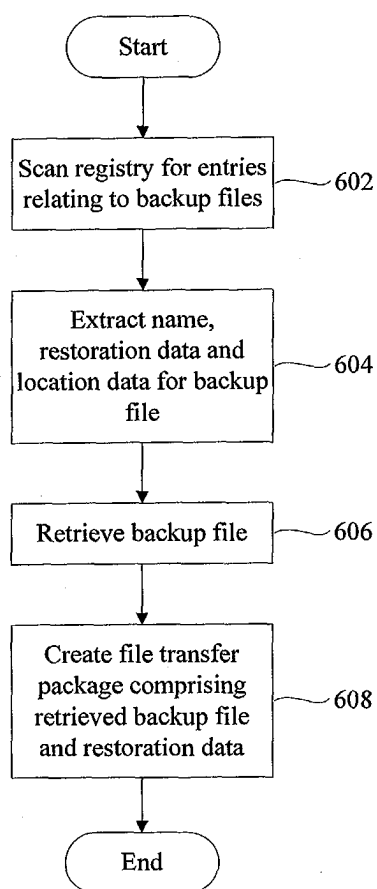 Start
Scan registry for entries
relating to backup files
602
Extract name,
restoration data and
location data for backup
file
604
Retrieve backup file
606
Create file transfer
package comprising
retrieved backup file
and restoration data
608
End